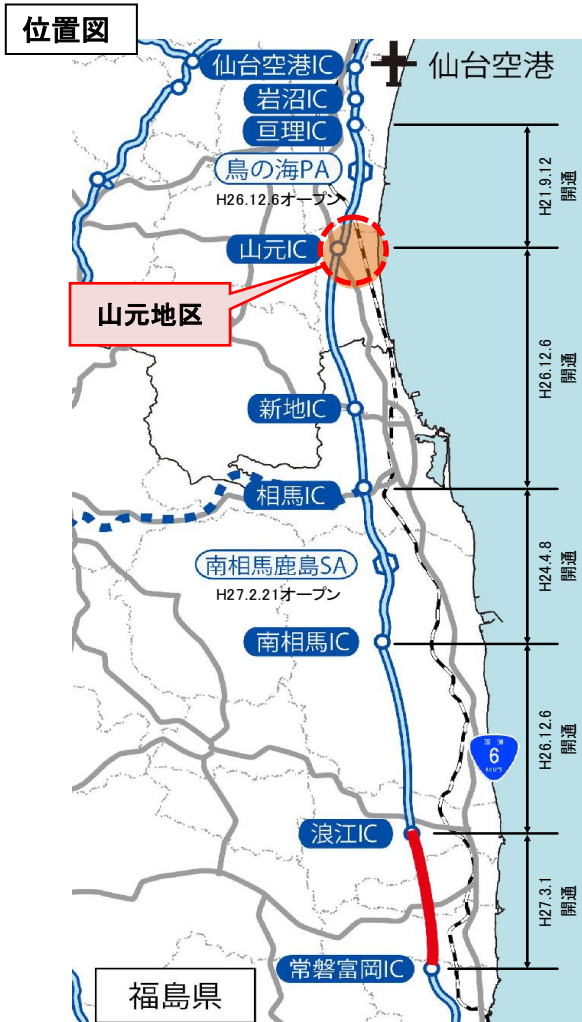 位置図
仙台空港IC
仙台空港
岩沼IC
亘理IC
鳥の海PA
H26.12.6オープン
H21.9.12
開通
山元IC
山元地区
H26.12.6
開通
新地IC
相馬IC
南相馬鹿島SA
H27.2.21オープン
H24.4.8
開通
南相馬IC
H26.12.6
開通
国道
6
ROUTE
浪江IC
H27.3.1
開通
常磐富岡IC
福島県